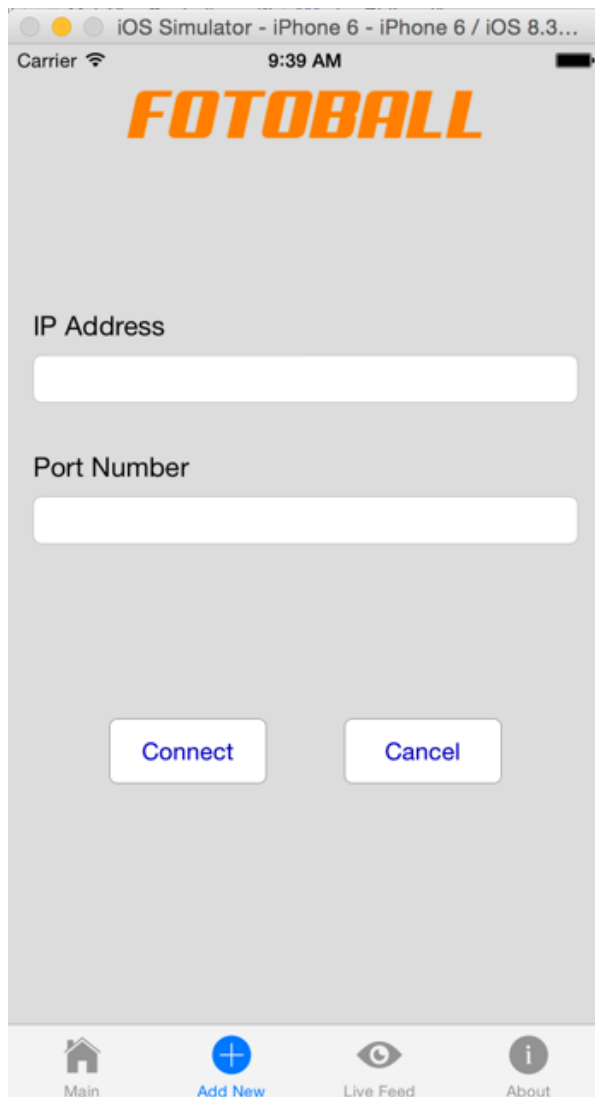 iOS Simulator - iPhone 6 - iPhone 6 / iOS 8.3...
Carrier 9:39 AM
FOTOBALL
IP Address
Port Number
Connect Cancel
Main Add New Live Feed About